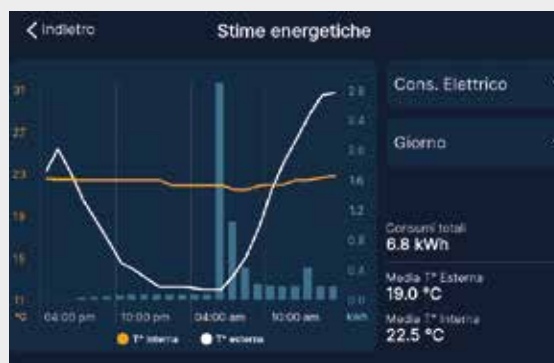 Indietro
Stime energetiche
Cons. Elettrico
Giorno
31
27
23
19
15
11
°C
2.8
2.4
2.0
1.6
1.2
0.8
0.4
0.0
kWh
04:00 pm 10:00 pm 04:00 am 10:00 am
T° interna T° esterna
Consumi totali
6.8 kWh
Media T° Esterna
19.0 °C
Media T° Interna
22.5 °C